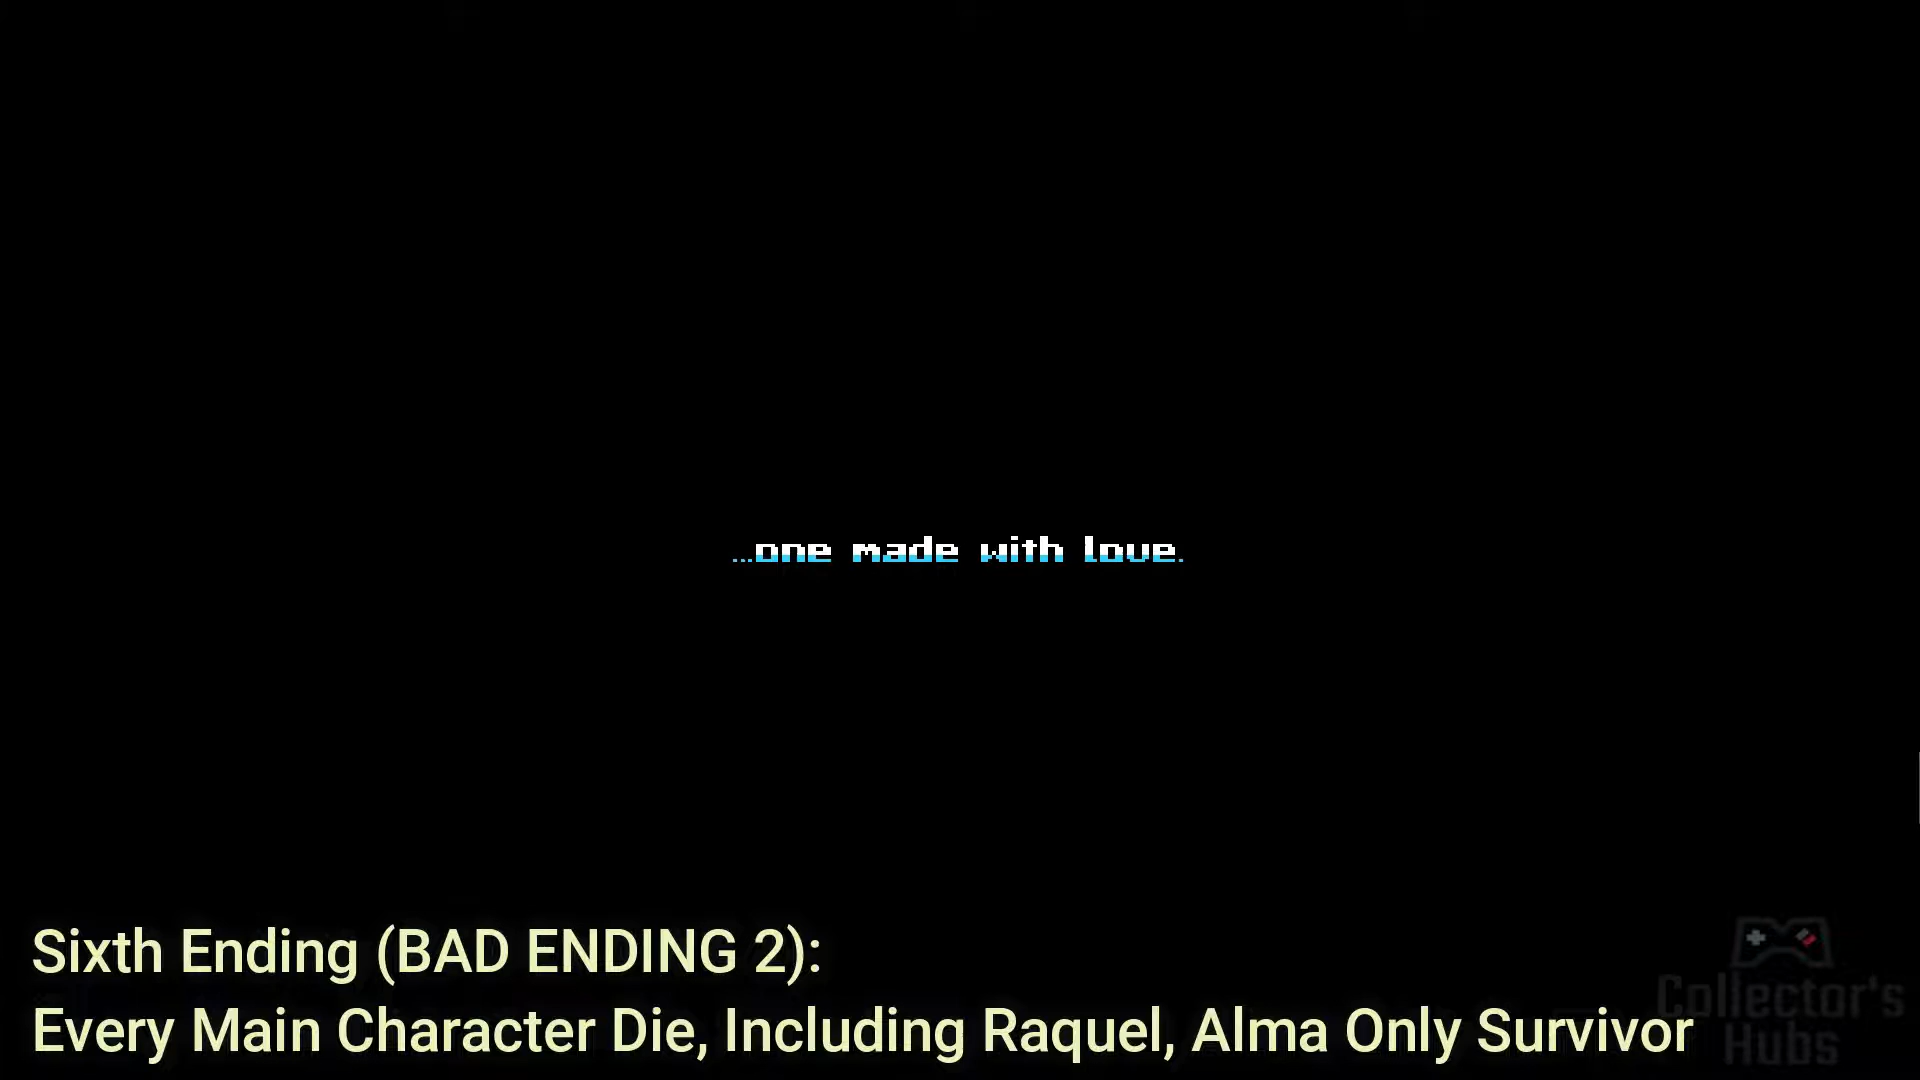 ...one made with love.
Sixth Ending (BAD ENDING 2):
Every Main Character Die, Including Raquel, Alma Only Survivor
Collector's
Hubs